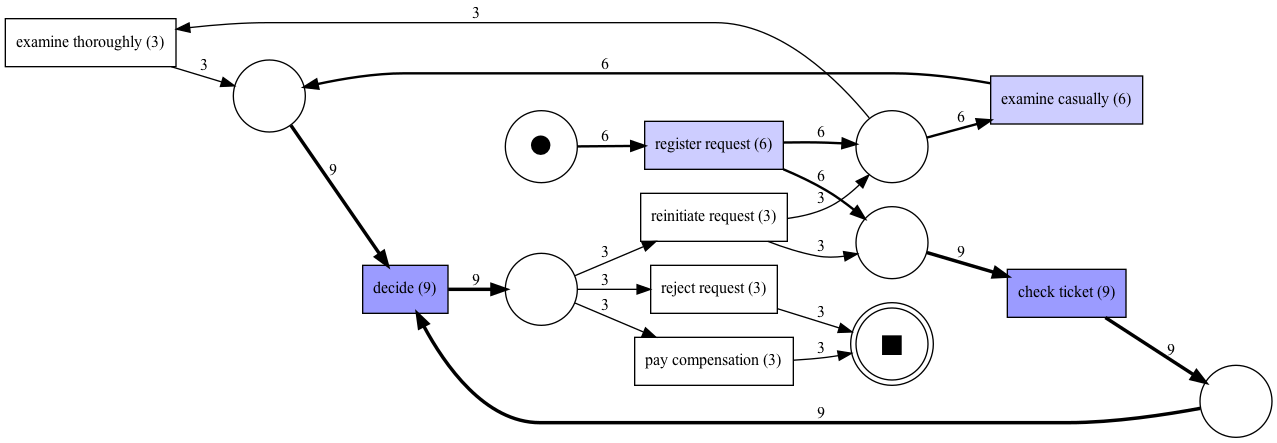 3
examine thoroughly (3)
3
6
examine casually (6)
6
6
register request (6)
6
6
9
3
reinitiate request (3)
3
3
9
check ticket (9)
decide (9)
9
3
reject request (3)
3
3
pay compensation (3)
3
9
9